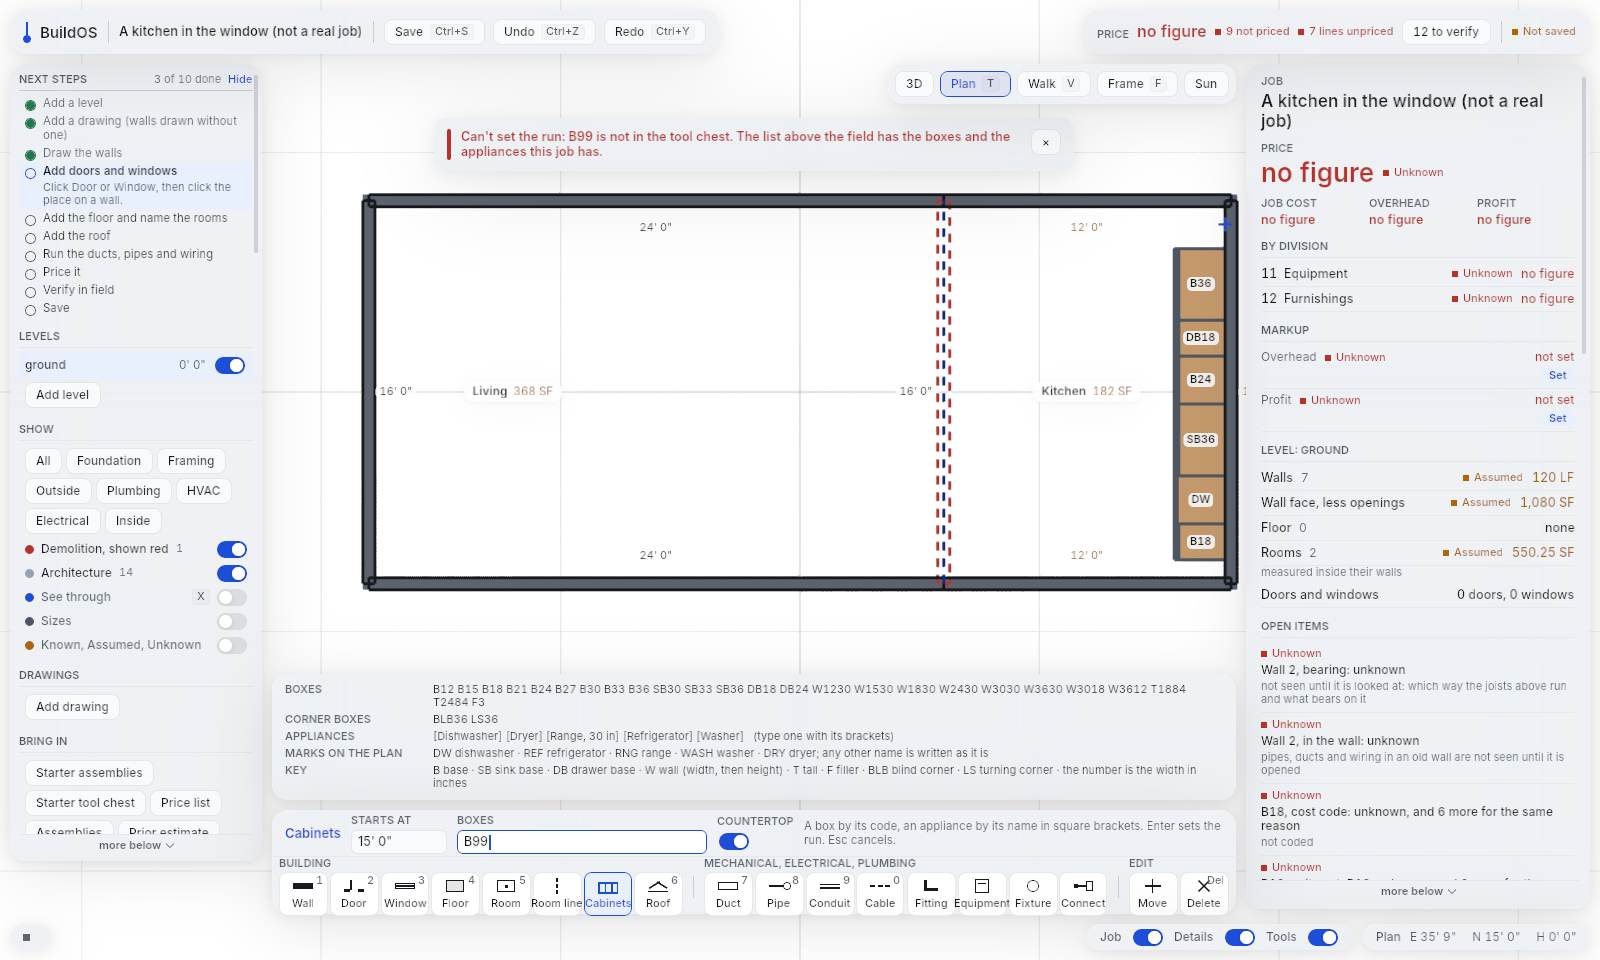 BuildOS
A kitchen in the window (not a real job)
Save Ctrl+S
Undo Ctrl+Z
Redo Ctrl+Y
PRICE no figure
9 not priced
7 lines unpriced
12 to verify
Not saved
NEXT STEPS 3 of 10 done Hide
Add a level
Add a drawing (walls drawn without
one)
Draw the walls
Add doors and windows
Click Door or Window, then click the
place on a wall.
Add the floor and name the rooms
Add the roof
Run the ducts, pipes and wiring
Price it
Verify in field
Save
LEVELS
ground 0' 0"
Add level
SHOW
All Foundation Framing
Outside Plumbing HVAC
Electrical Inside
Demolition, shown red 1
Architecture 14
See through X
Sizes
Known, Assumed, Unknown
DRAWINGS
Add drawing
BRING IN
Starter assemblies
Starter tool chest Price list
Assemblies Prior estimate
more below
3D Plan T Walk V Frame F Sun
Can't set the run: B99 is not in the tool chest. The list above the field has the boxes and the
appliances this job has.
×
24' 0" 12' 0"
B36
DB18
B24
16' 0" Living 368 SF 16' 0" Kitchen 182 SF 1
SB36
DW
B18
24' 0" 12' 0"
BOXES B12 B15 B18 B21 B24 B27 B30 B33 B36 SB30 SB33 SB36 DB18 DB24 W1230 W1530 W1830 W2430 W3030 W3630 W3018 W3612 T1884
T2484 F3
CORNER BOXES BLB36 LS36
APPLIANCES [Dishwasher] [Dryer] [Range, 30 in] [Refrigerator] [Washer] (type one with its brackets)
MARKS ON THE PLAN DW dishwasher · REF refrigerator · RNG range · WASH washer · DRY dryer; any other name is written as it is
KEY B base · SB sink base · DB drawer base · W wall (width, then height) · T tall · F filler · BLB blind corner · LS turning corner · the number is the width in
inches
Cabinets
STARTS AT
15' 0"
BOXES
B99
COUNTERTOP
A box by its code, an appliance by its name in square brackets. Enter sets the
run. Esc cancels.
BUILDING
Wall 1
Door 2
Window 3
Floor 4
Room 5
Room line
Cabinets
Roof 6
MECHANICAL, ELECTRICAL, PLUMBING
Duct 7
Pipe 8
Conduit 9
Cable 0
Fitting
Equipment
Fixture
Connect
EDIT
Move
Delete Del
JOB
A kitchen in the window (not a real
job)
PRICE
no figure Unknown
JOB COST OVERHEAD PROFIT
no figure no figure no figure
BY DIVISION
11 Equipment Unknown no figure
12 Furnishings Unknown no figure
MARKUP
Overhead Unknown not set
Set
Profit Unknown not set
Set
LEVEL: GROUND
Walls 7 Assumed 120 LF
Wall face, less openings Assumed 1,080 SF
Floor 0 none
Rooms 2 Assumed 550.25 SF
measured inside their walls
Doors and windows 0 doors, 0 windows
OPEN ITEMS
Unknown
Wall 2, bearing: unknown
not seen until it is looked at: which way the joists above run
and what bears on it
Unknown
Wall 2, in the wall: unknown
pipes, ducts and wiring in an old wall are not seen until it is
opened
Unknown
B18, cost code: unknown, and 6 more for the same
reason
not coded
Unknown
more below
Job Details Tools
Plan E 35' 9" N 15' 0" H 0' 0"